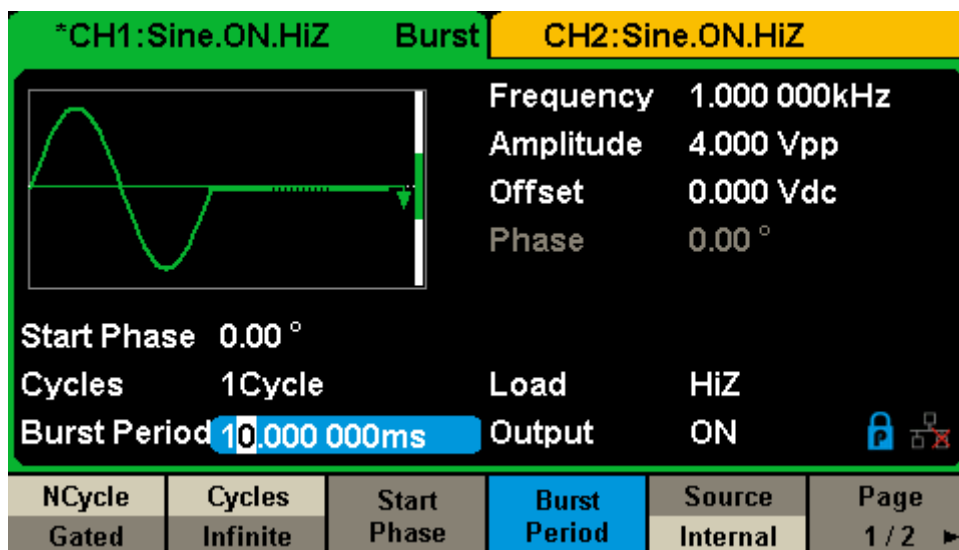 *CH1:Sine.ON.HiZ Burst CH2:Sine.ON.HiZ
Frequency 1.000 000kHz
Amplitude 4.000 Vpp
Offset 0.000 Vdc
Phase 0.00 °
Start Phase 0.00 °
Cycles 1Cycle Load HiZ
Burst Period 10.000 000ms Output ON P
NCycle Cycles Start Burst Source Page
Gated Infinite Phase Period Internal 1/2 ►